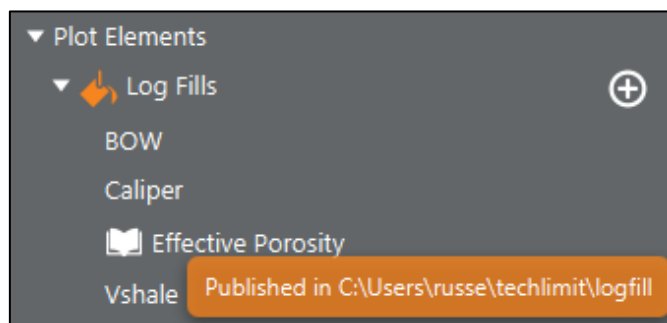 Plot Elements
Log Fills
BOW
Caliper
Effective Porosity
Vshale
Published in C:\Users\russe\techlimit\logfill